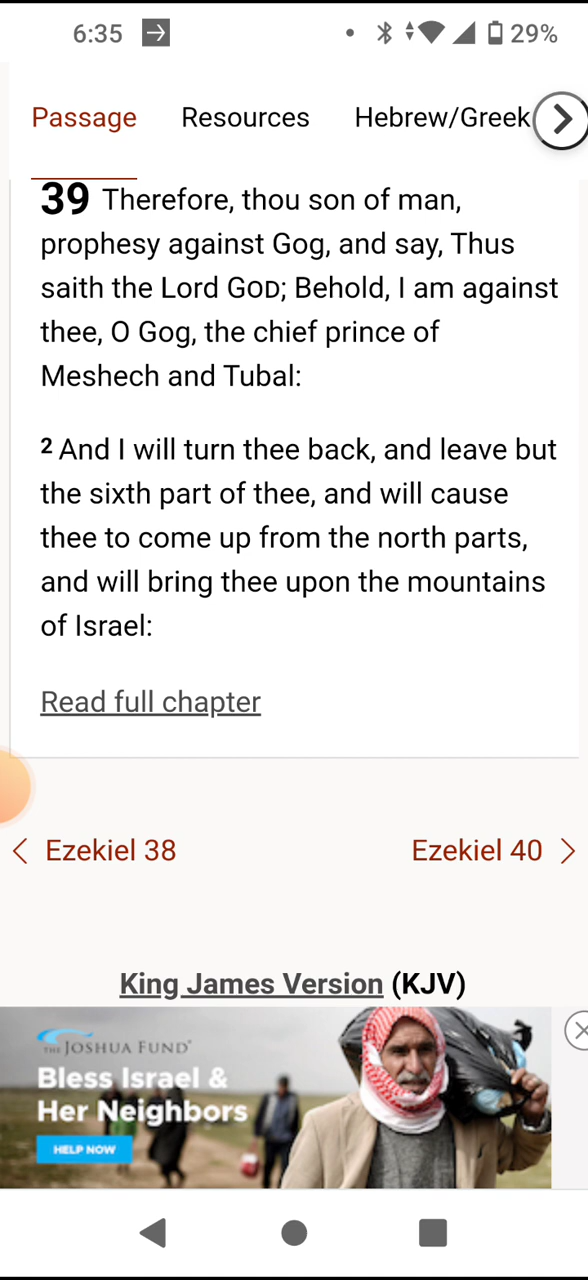 6:35
29%
Passage Resources Hebrew/Greek
39 Therefore, thou son of man,
prophesy against Gog, and say, Thus
saith the Lord GOD; Behold, I am against
thee, O Gog, the chief prince of
Meshech and Tubal:
2 And I will turn thee back, and leave but
the sixth part of thee, and will cause
thee to come up from the north parts,
and will bring thee upon the mountains
of Israel:
Read full chapter
Ezekiel 38 Ezekiel 40
King James Version (KJV)
THE JOSHUA FUND
Bless Israel &
Her Neighbors
HELP NOW